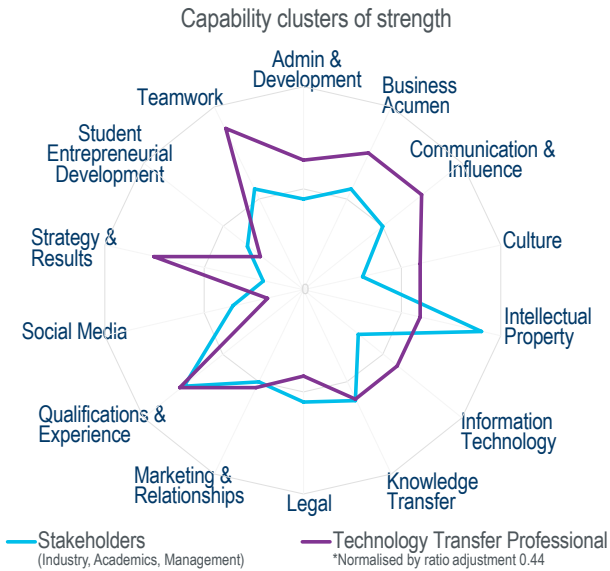 Capability clusters of strength
Admin &
Development
Business
Acumen
Communication &
Influence
Culture
Intellectual
Property
Information
Technology
Knowledge
Transfer
Legal
Marketing &
Relationships
Qualifications &
Experience
Social Media
Strategy &
Results
Student
Entrepreneurial
Development
Teamwork
0
Stakeholders
(Industry, Academics, Management)
Technology Transfer Professional
*Normalised by ratio adjustment 0.44